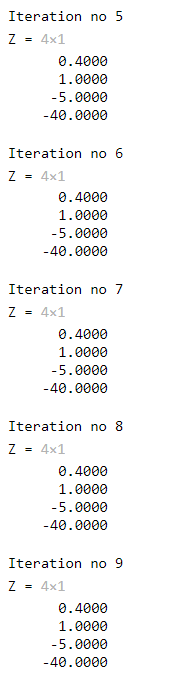 Iteration no 5
Z = 4×1
0.4000
1.0000
-5.0000
-40.0000
Iteration no 6
Z = 4×1
0.4000
1.0000
-5.0000
-40.0000
Iteration no 7
Z = 4×1
0.4000
1.0000
-5.0000
-40.0000
Iteration no 8
Z = 4×1
0.4000
1.0000
-5.0000
-40.0000
Iteration no 9
Z = 4×1
0.4000
1.0000
-5.0000
-40.0000